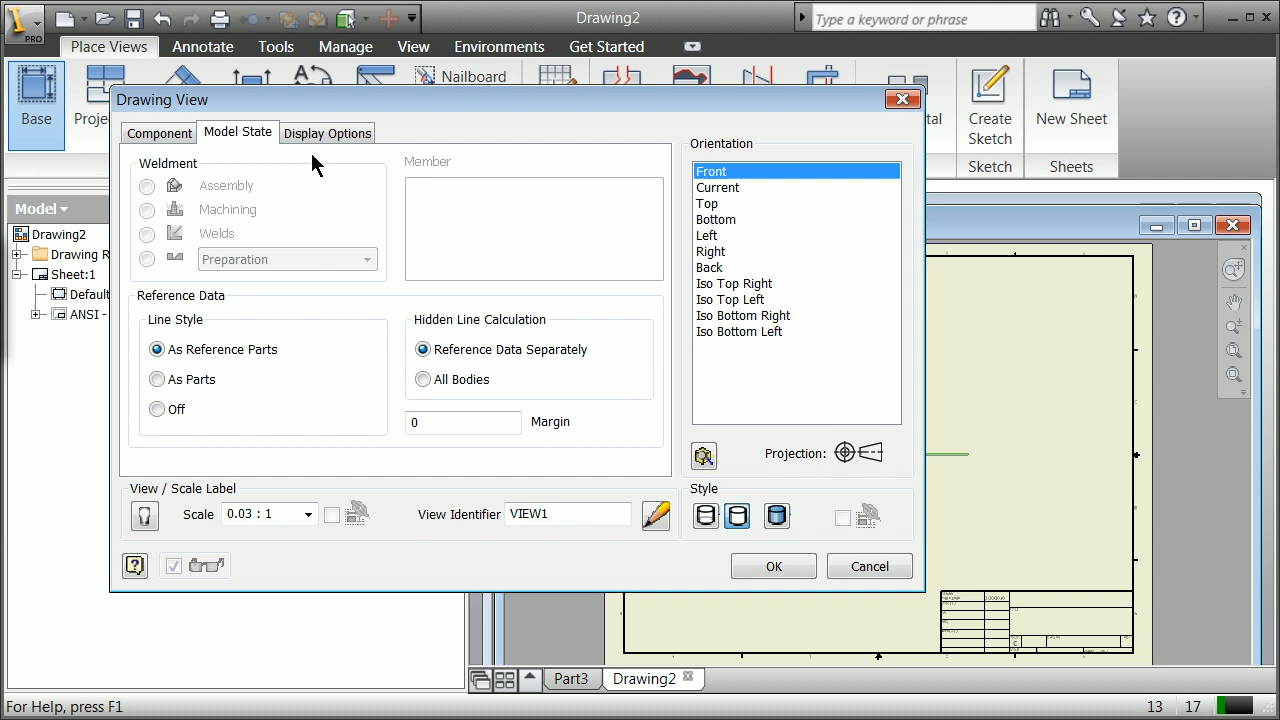 Drawing2
Type a keyword or phrase
PRO
Place Views
Annotate
Tools
Manage
View
Environments
Get Started
Base
Nailboard
Create
Sketch
New Sheet
Sketch
Sheets
Drawing View
Component
Model State
Display Options
Weldment
Assembly
Machining
Welds
Preparation
Member
Reference Data
Line Style
As Reference Parts
As Parts
Off
Hidden Line Calculation
Reference Data Separately
All Bodies
0
Margin
Orientation
Front
Current
Top
Bottom
Left
Right
Back
Iso Top Right
Iso Top Left
Iso Bottom Right
Iso Bottom Left
Projection:
View / Scale Label
Scale
0.03 : 1
View Identifier
VIEW1
Style
OK
Cancel
Model
Drawing2
Drawing R
Sheet:1
Default
ANSI -
Part3
Drawing2
For Help, press F1
13
17